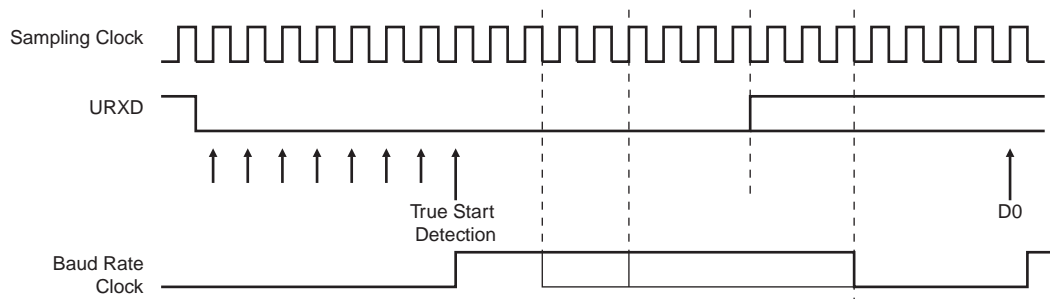 Sampling Clock
URXD
True Start
Detection
D0
Baud Rate
Clock